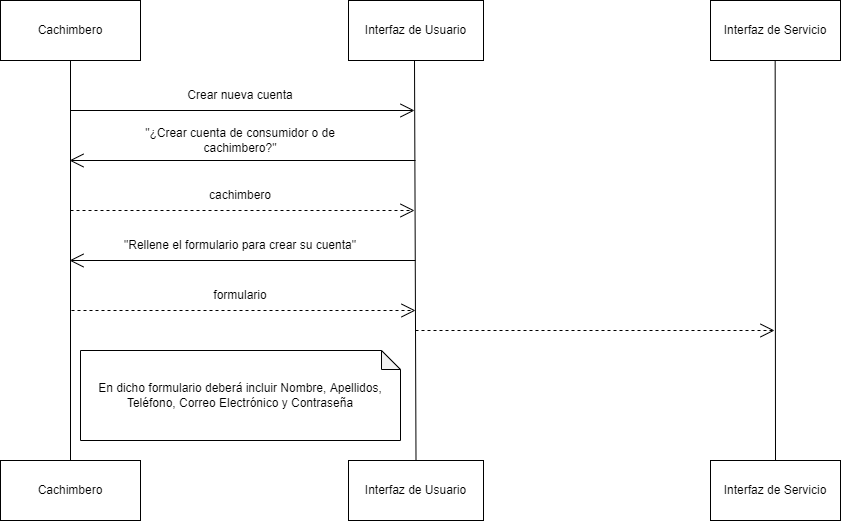 Cachimbero
Interfaz de Usuario
Interfaz de Servicio
Crear nueva cuenta
"¿Crear cuenta de consumidor o de
cachimbero?"
cachimbero
"Rellene el formulario para crear su cuenta"
formulario
En dicho formulario deberá incluir Nombre, Apellidos,
Teléfono, Correo Electrónico y Contraseña
Cachimbero
Interfaz de Usuario
Interfaz de Servicio